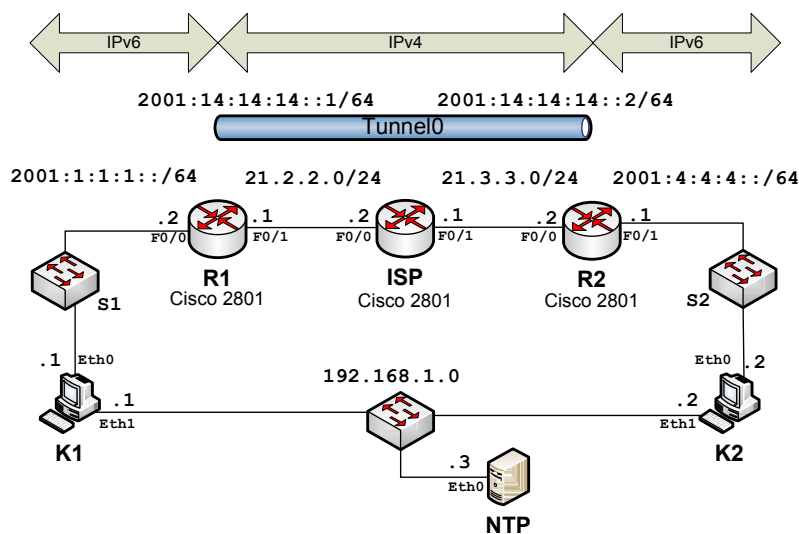 IPv6 IPv4 IPv6
2001:14:14:14::1/64 2001:14:14:14::2/64
Tunnel0
2001:1:1:1::/64 21.2.2.0/24 21.3.3.0/24 2001:4:4:4::/64
.2 .1 .2 .1 .2 .1
F0/0 F0/1 F0/0 F0/1 F0/0 F0/1
R1 ISP R2
Cisco 2801 Cisco 2801 Cisco 2801
S1 S2
.1 Eth0 Eth0 .2
192.168.1.0
.1 .2
Eth1 Eth1
K1 K2
.3
Eth0
NTP